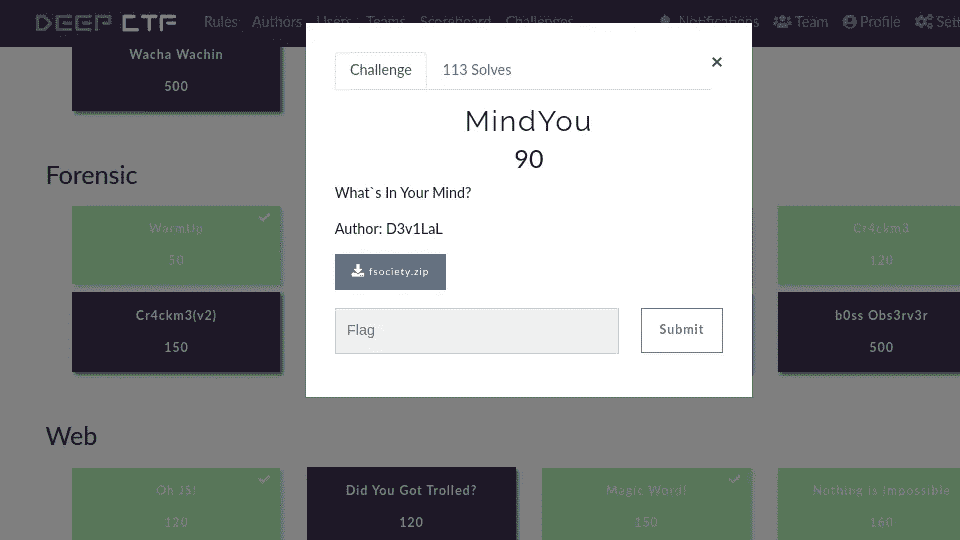 DEEP CTF Rules Authors Users Teams Scoreboard Challenges Notifications Team Profile
Wacha Wachin
500
Challenge 113 Solves ×
MindYou
90
What`s In Your Mind?
Author: D3v1LaL
fsociety.zip
Flag Submit
Forensic
WarmUp Cr4ckm3
50 120
Cr4ckm3(v2) b0ss Obs3rv3r
150 500
Web
Oh JS! Did You Got Trolled? Magic Word! Nothing Is Impossible
120 120 150 160